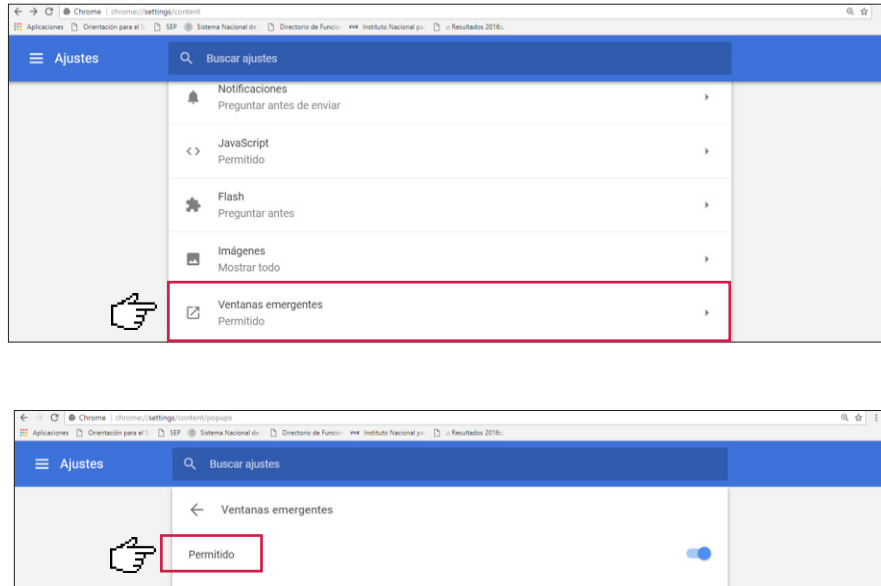 Chrome | chrome://settings/content
Aplicaciones Orientación para el S SEP Sistema Nacional de Directorio de Funcio Instituto Nacional pa Resultados 2016
Ajustes Buscar ajustes
Notificaciones
Preguntar antes de enviar
JavaScript
Permitido
Flash
Preguntar antes
Imágenes
Mostrar todo
Ventanas emergentes
Permitido
Chrome | chrome://settings/content/popups
Aplicaciones Orientación para el S SEP Sistema Nacional de Directorio de Funcio Instituto Nacional pa Resultados 2016
Ajustes Buscar ajustes
Ventanas emergentes
Permitido